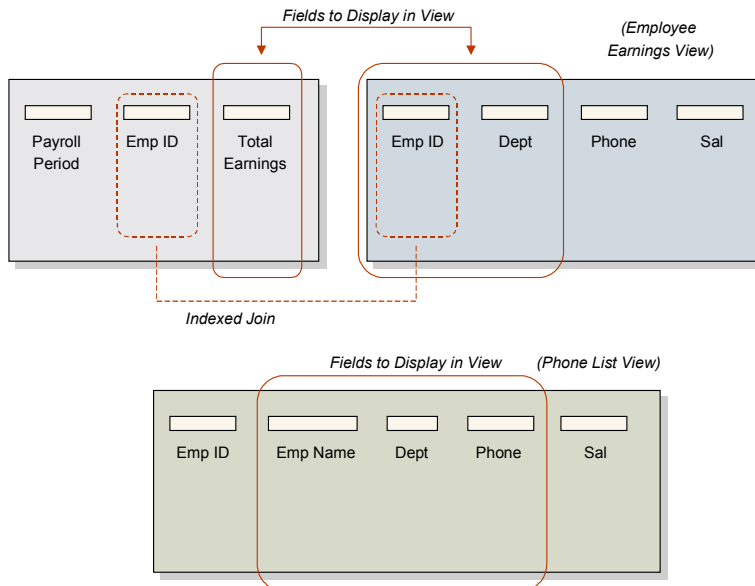 Fields to Display in View
(Employee
Earnings View)
Payroll
Period
Emp ID
Total
Earnings
Emp ID
Dept
Phone
Sal
Indexed Join
Fields to Display in View
(Phone List View)
Emp ID
Emp Name
Dept
Phone
Sal